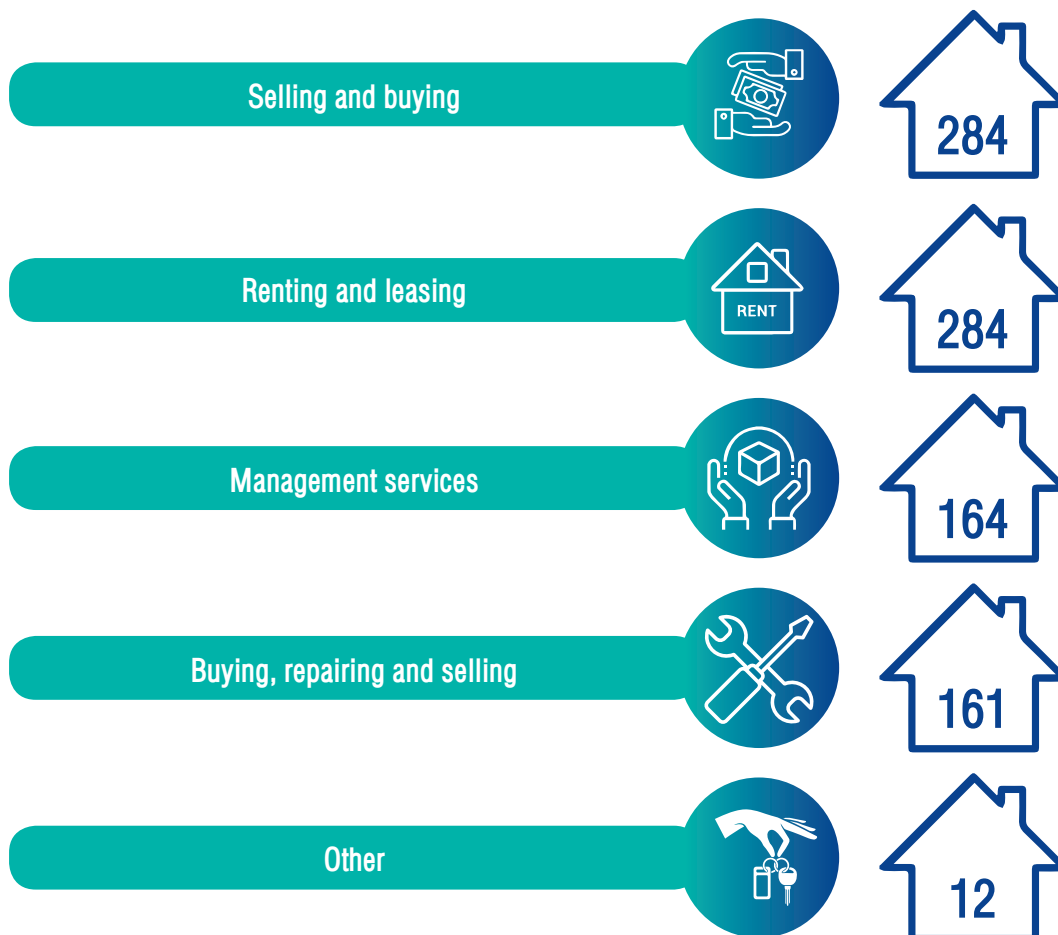 Selling and buying
284
Renting and leasing
RENT
284
Management services
164
Buying, repairing and selling
161
Other
12